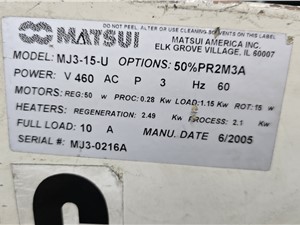 DO NOT PEEL, ALTER OR USE CLEANING SOLVENTS
MATSUI
MATSUI AMERICA INC.
ELK GROVE VILLAGE, IL 60007
MODEL: MJ3-15-U OPTIONS: 50%PR2M3A
POWER: V 460 AC P 3 Hz 60
MOTORS: REG: 50 W PROC: 0.28 Kw LOAD: 1.15 Kw ROT: 15 W
HEATERS: REGENERATION: 2.49 Kw PROCESS: 2.1 Kw
FULL LOAD: 10 A MANU. DATE 6/2005
SERIAL #: MJ3-0216A